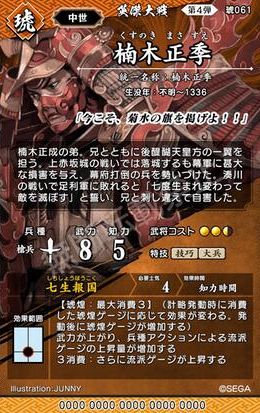 琥
中世
英傑大戦
第4弾
琥061
くすのき まさ すえ
楠木正季
統一名称:楠木正季
生没年:不明~1336
「今こそ、菊水の旗を掲げよ!!」
楠木正成の弟。兄とともに後醍醐天皇方の一翼を
担う。上赤坂城の戦いでは落城するも幕軍に甚大
な損害を与え、幕府打倒の兵を勢いづけた。湊川
の戦いで足利軍に敗れると「七度生まれ変わって
敵を滅ぼす」と誓い、兄と刺し違えて自害した。
兵種 武力 知力
槍兵 8 5
武将コスト
特技 技巧 大兵
しちしょうほうこく
七生報国
必要士気 4
効果時間 知力時間
効果範囲
【琥煌:最大消費3】(計略発動時に消費
した琥煌ゲージに応じて効果が変わる。発
動後に琥煌ゲージが増加する)
武力が上がり、兵種アクションによる流派
ゲージの上昇量が増加する
3消費:さらに流派ゲージが上昇する
Illustration:JUNNY
©SEGA
0000 0000 0000 0000 0000